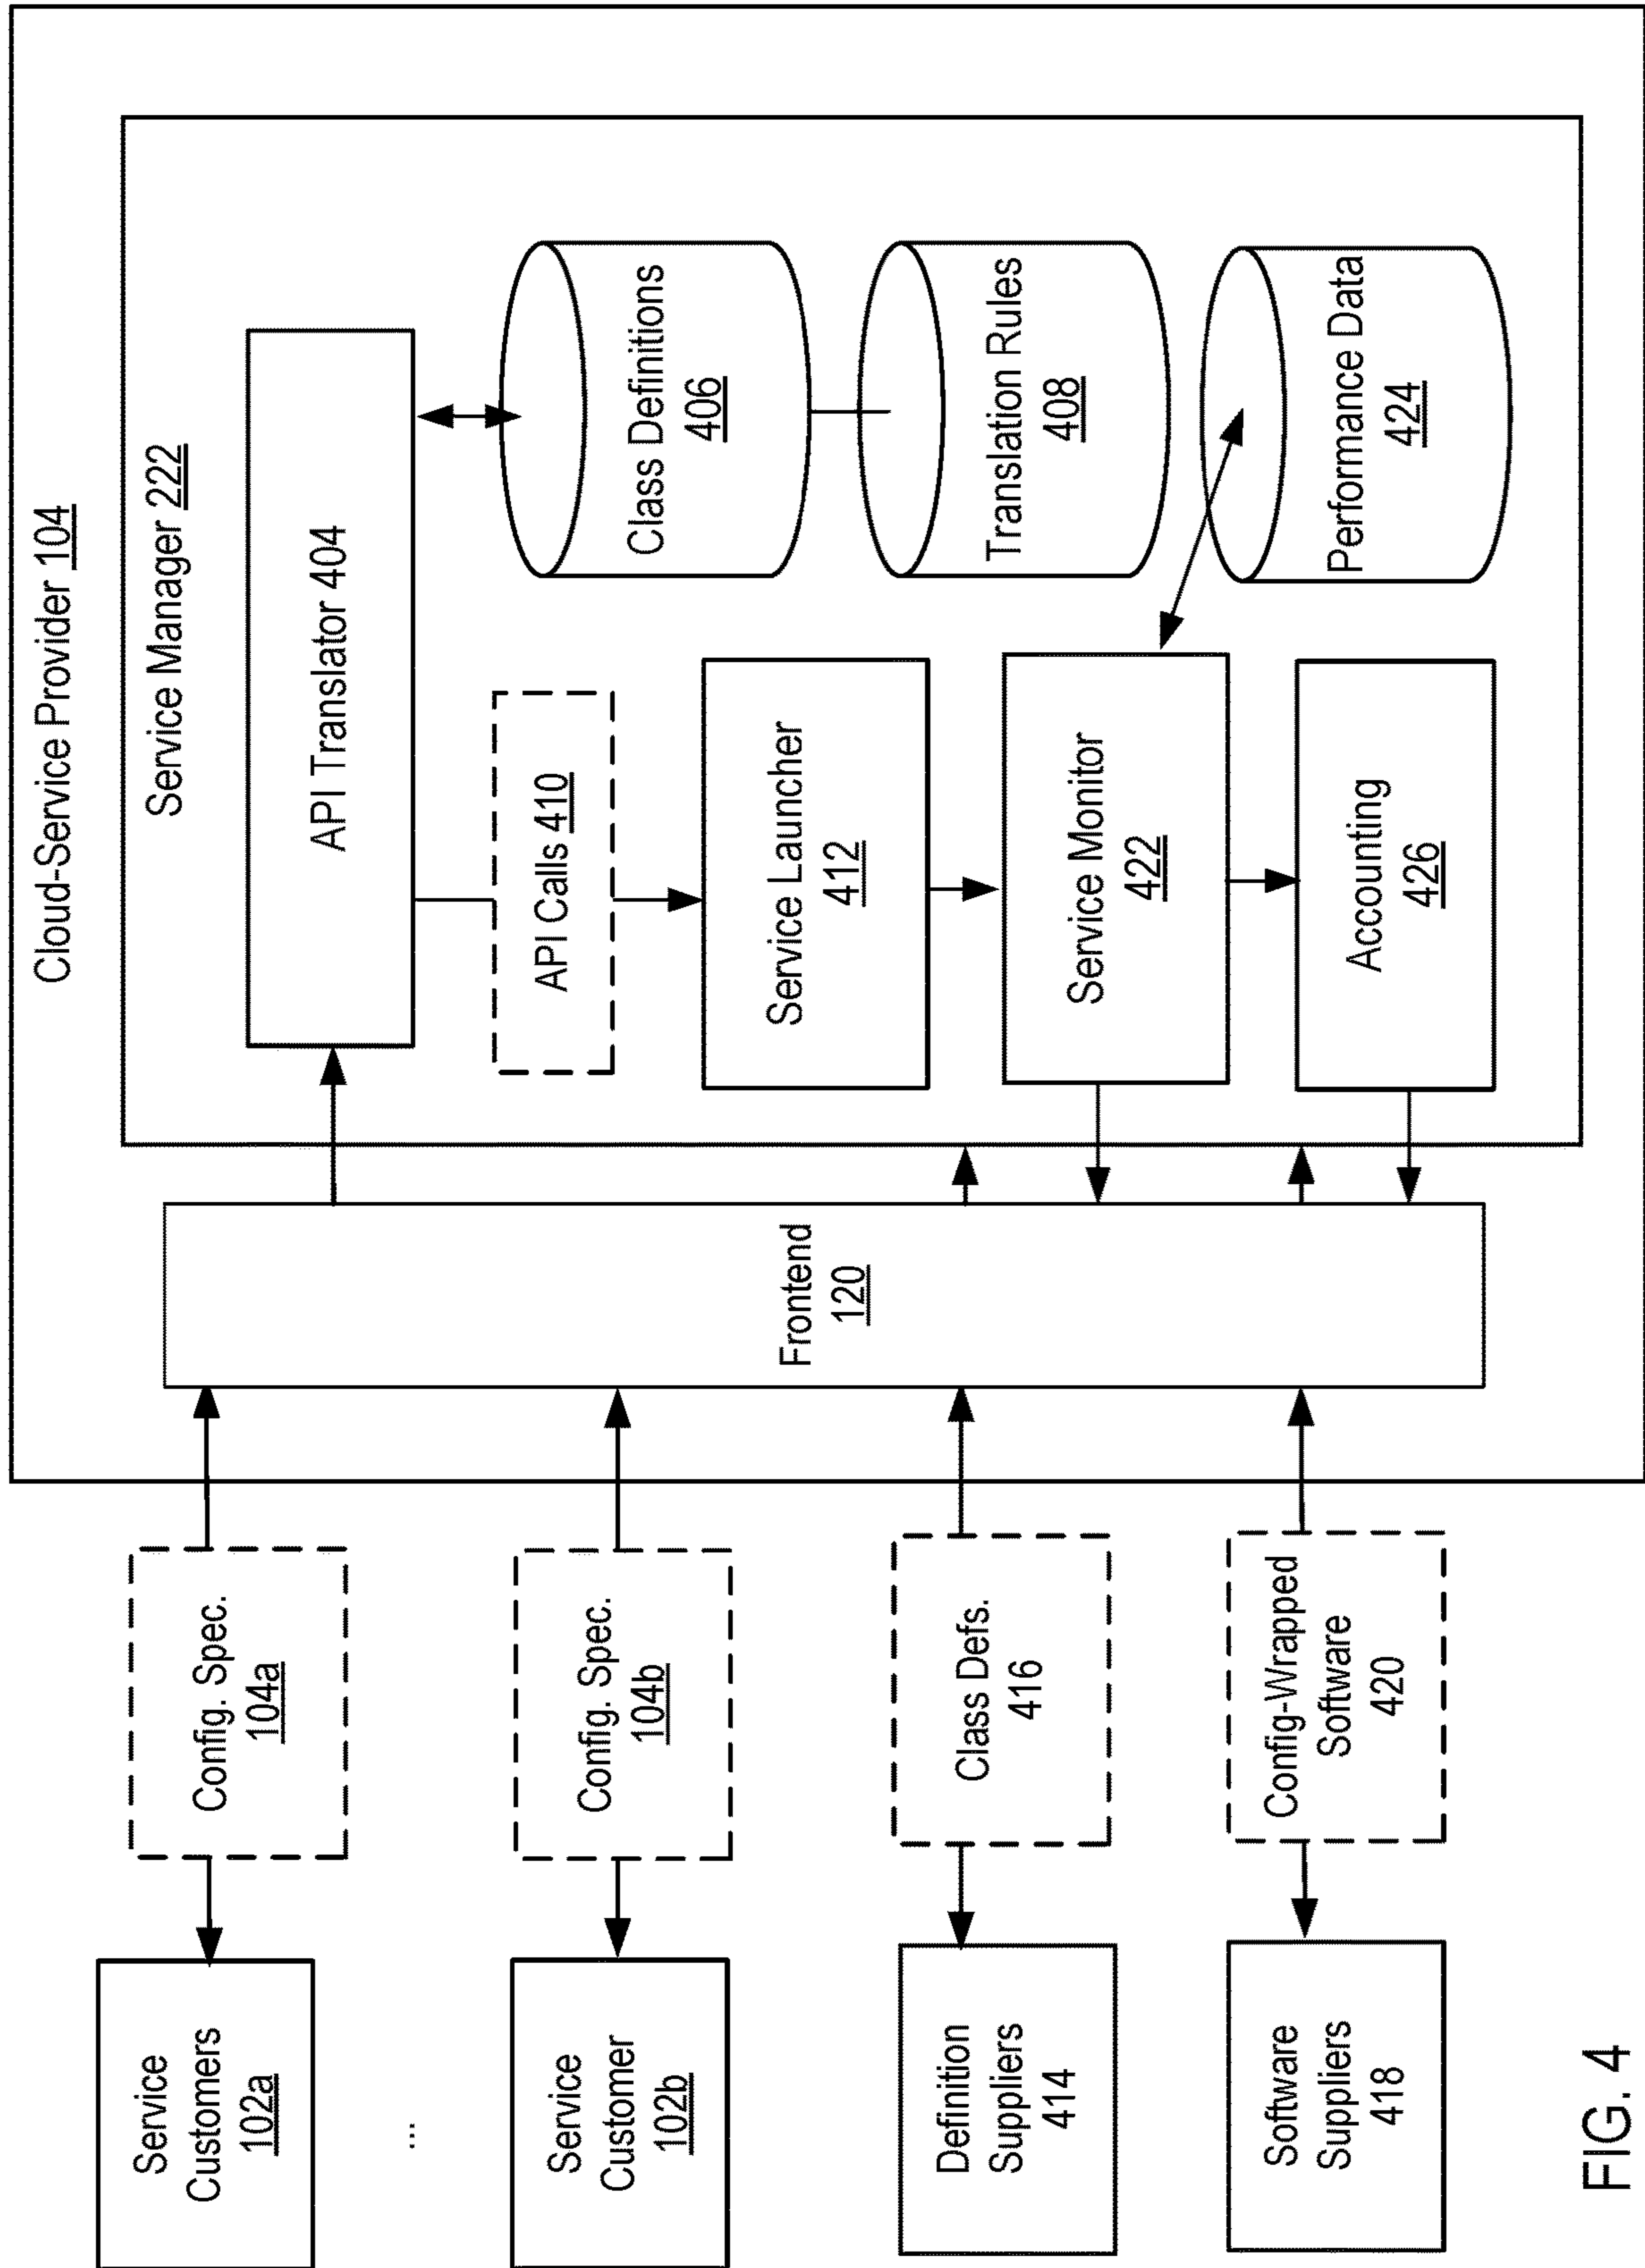 Cloud-Service Provider 104
Service Manager 222
API Translator 404
API Calls 410
Class Definitions
406
Service Launcher
412
Translation Rules
408
Service Monitor
422
Performance Data
424
Accounting
426
Frontend
120
Config. Spec.
104a
Config. Spec.
104b
Class Defs.
416
Config-Wrapped
Software
420
Service
Customers
102a
...
Service
Customer
102b
Definition
Suppliers
414
Software
Suppliers
418
FIG. 4